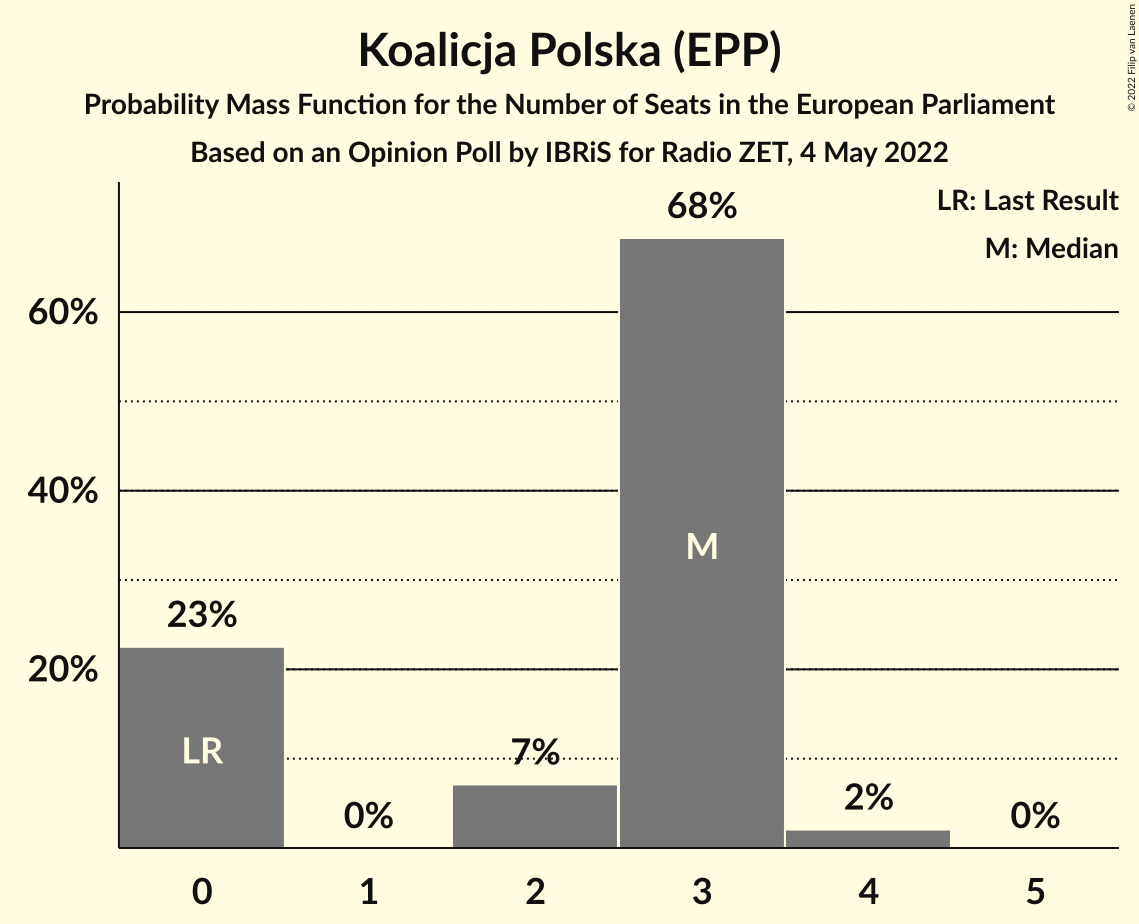 Koalicja Polska (EPP)
Probability Mass Function for the Number of Seats in the European Parliament
Based on an Opinion Poll by IBRiS for Radio ZET, 4 May 2022
© 2022 Filip van Laenen
LR: Last Result
M: Median
68%
60%
40%
M
23%
20%
LR
7%
0%
2%
0%
0 1 2 3 4 5